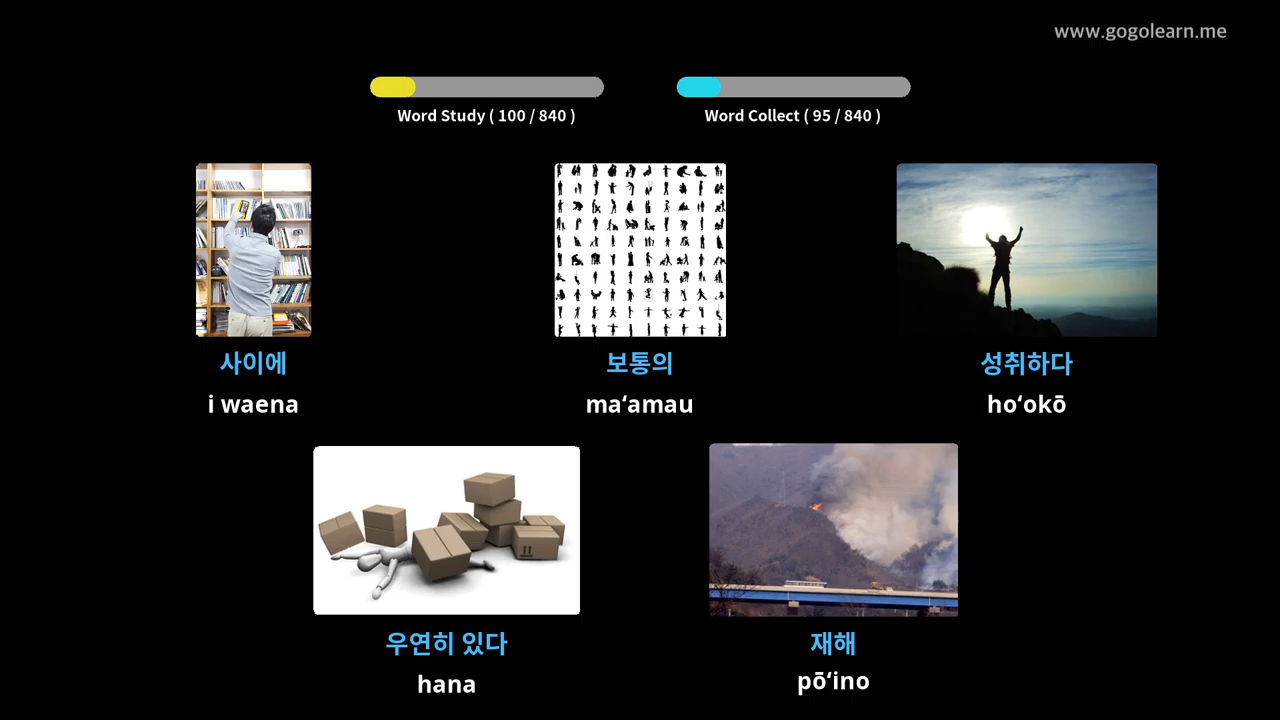 www.gogolearn.me
Word Study ( 100 / 840 )
Word Collect ( 95 / 840 )
사이에
i waena
보통의
maʻamau
성취하다
hoʻokō
우연히 있다
hana
재해
pōʻino